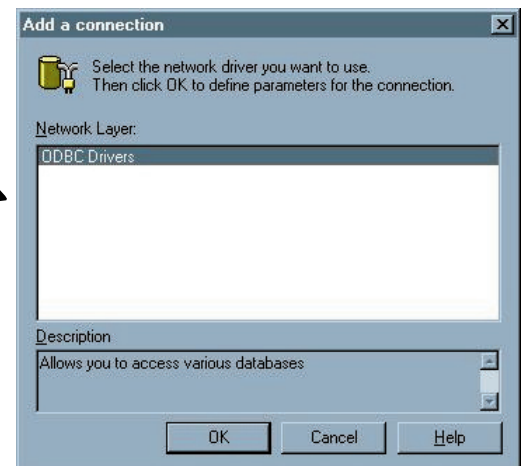 Add a connection
Select the network driver you want to use.
Then click OK to define parameters for the connection.
Network Layer:
ODBC Drivers
Description
Allows you to access various databases
OK Cancel Help